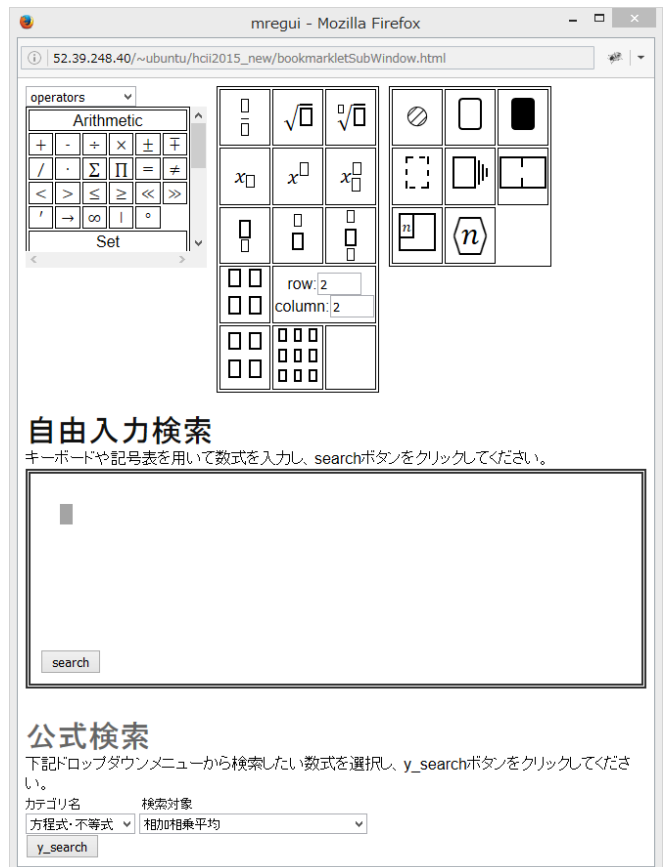 mregui - Mozilla Firefox
52.39.248.40/~ubuntu/hcii2015_new/bookmarkletSubWindow.html
operators
Arithmetic
+ - ÷ × ± ∓
/ · Σ Π = ≠
< > ≤ ≥ ≪ ≫
′ → ∞ | °
Set
√□ □√□
x□ x□ x□□
n n
row: 2
column: 2
自由入力検索
キーボードや記号表を用いて数式を入力し、searchボタンをクリックしてください。
search
公式検索
下記ドロップダウンメニューから検索したい数式を選択し、y_searchボタンをクリックしてくださ
い。
カテゴリ名 検索対象
方程式・不等式 相加相乗平均
y_search